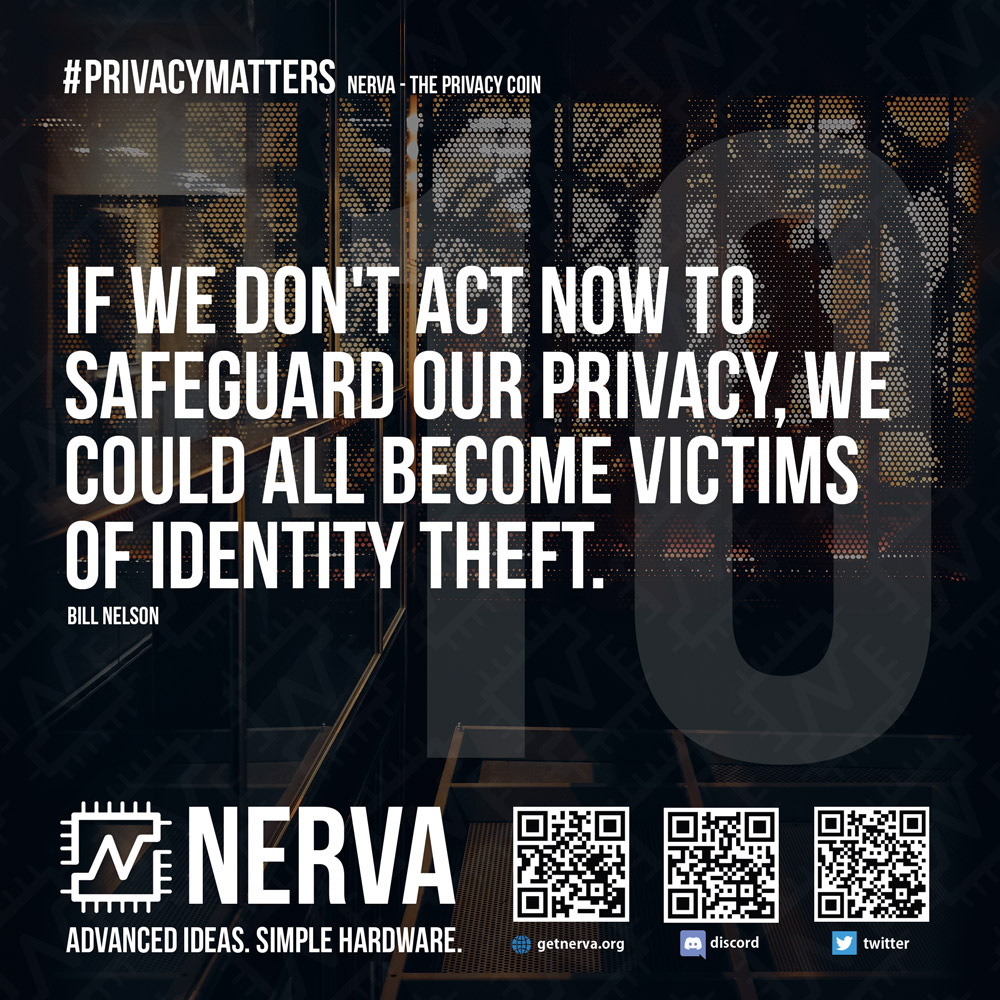 #PRIVACYMATTERS NERVA - THE PRIVACY COIN
10
IF WE DON'T ACT NOW TO
SAFEGUARD OUR PRIVACY, WE
COULD ALL BECOME VICTIMS
OF IDENTITY THEFT.
BILL NELSON
NERVA
ADVANCED IDEAS. SIMPLE HARDWARE.
getnerva.org discord twitter